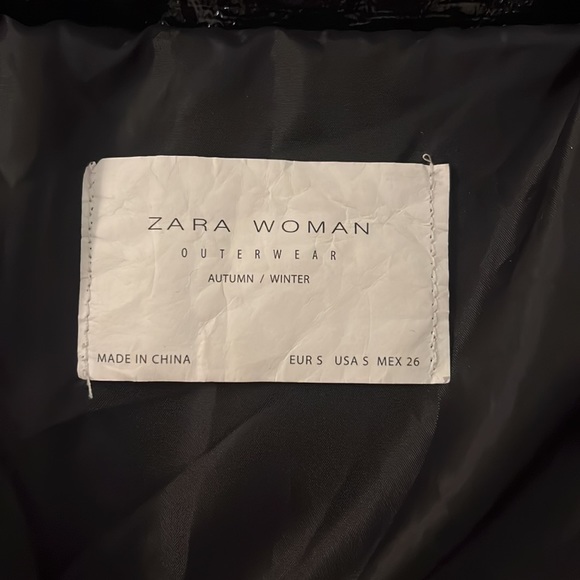 ZARA WOMAN
OUTERWEAR
AUTUMN / WINTER
MADE IN CHINA EUR S USA S MEX 26